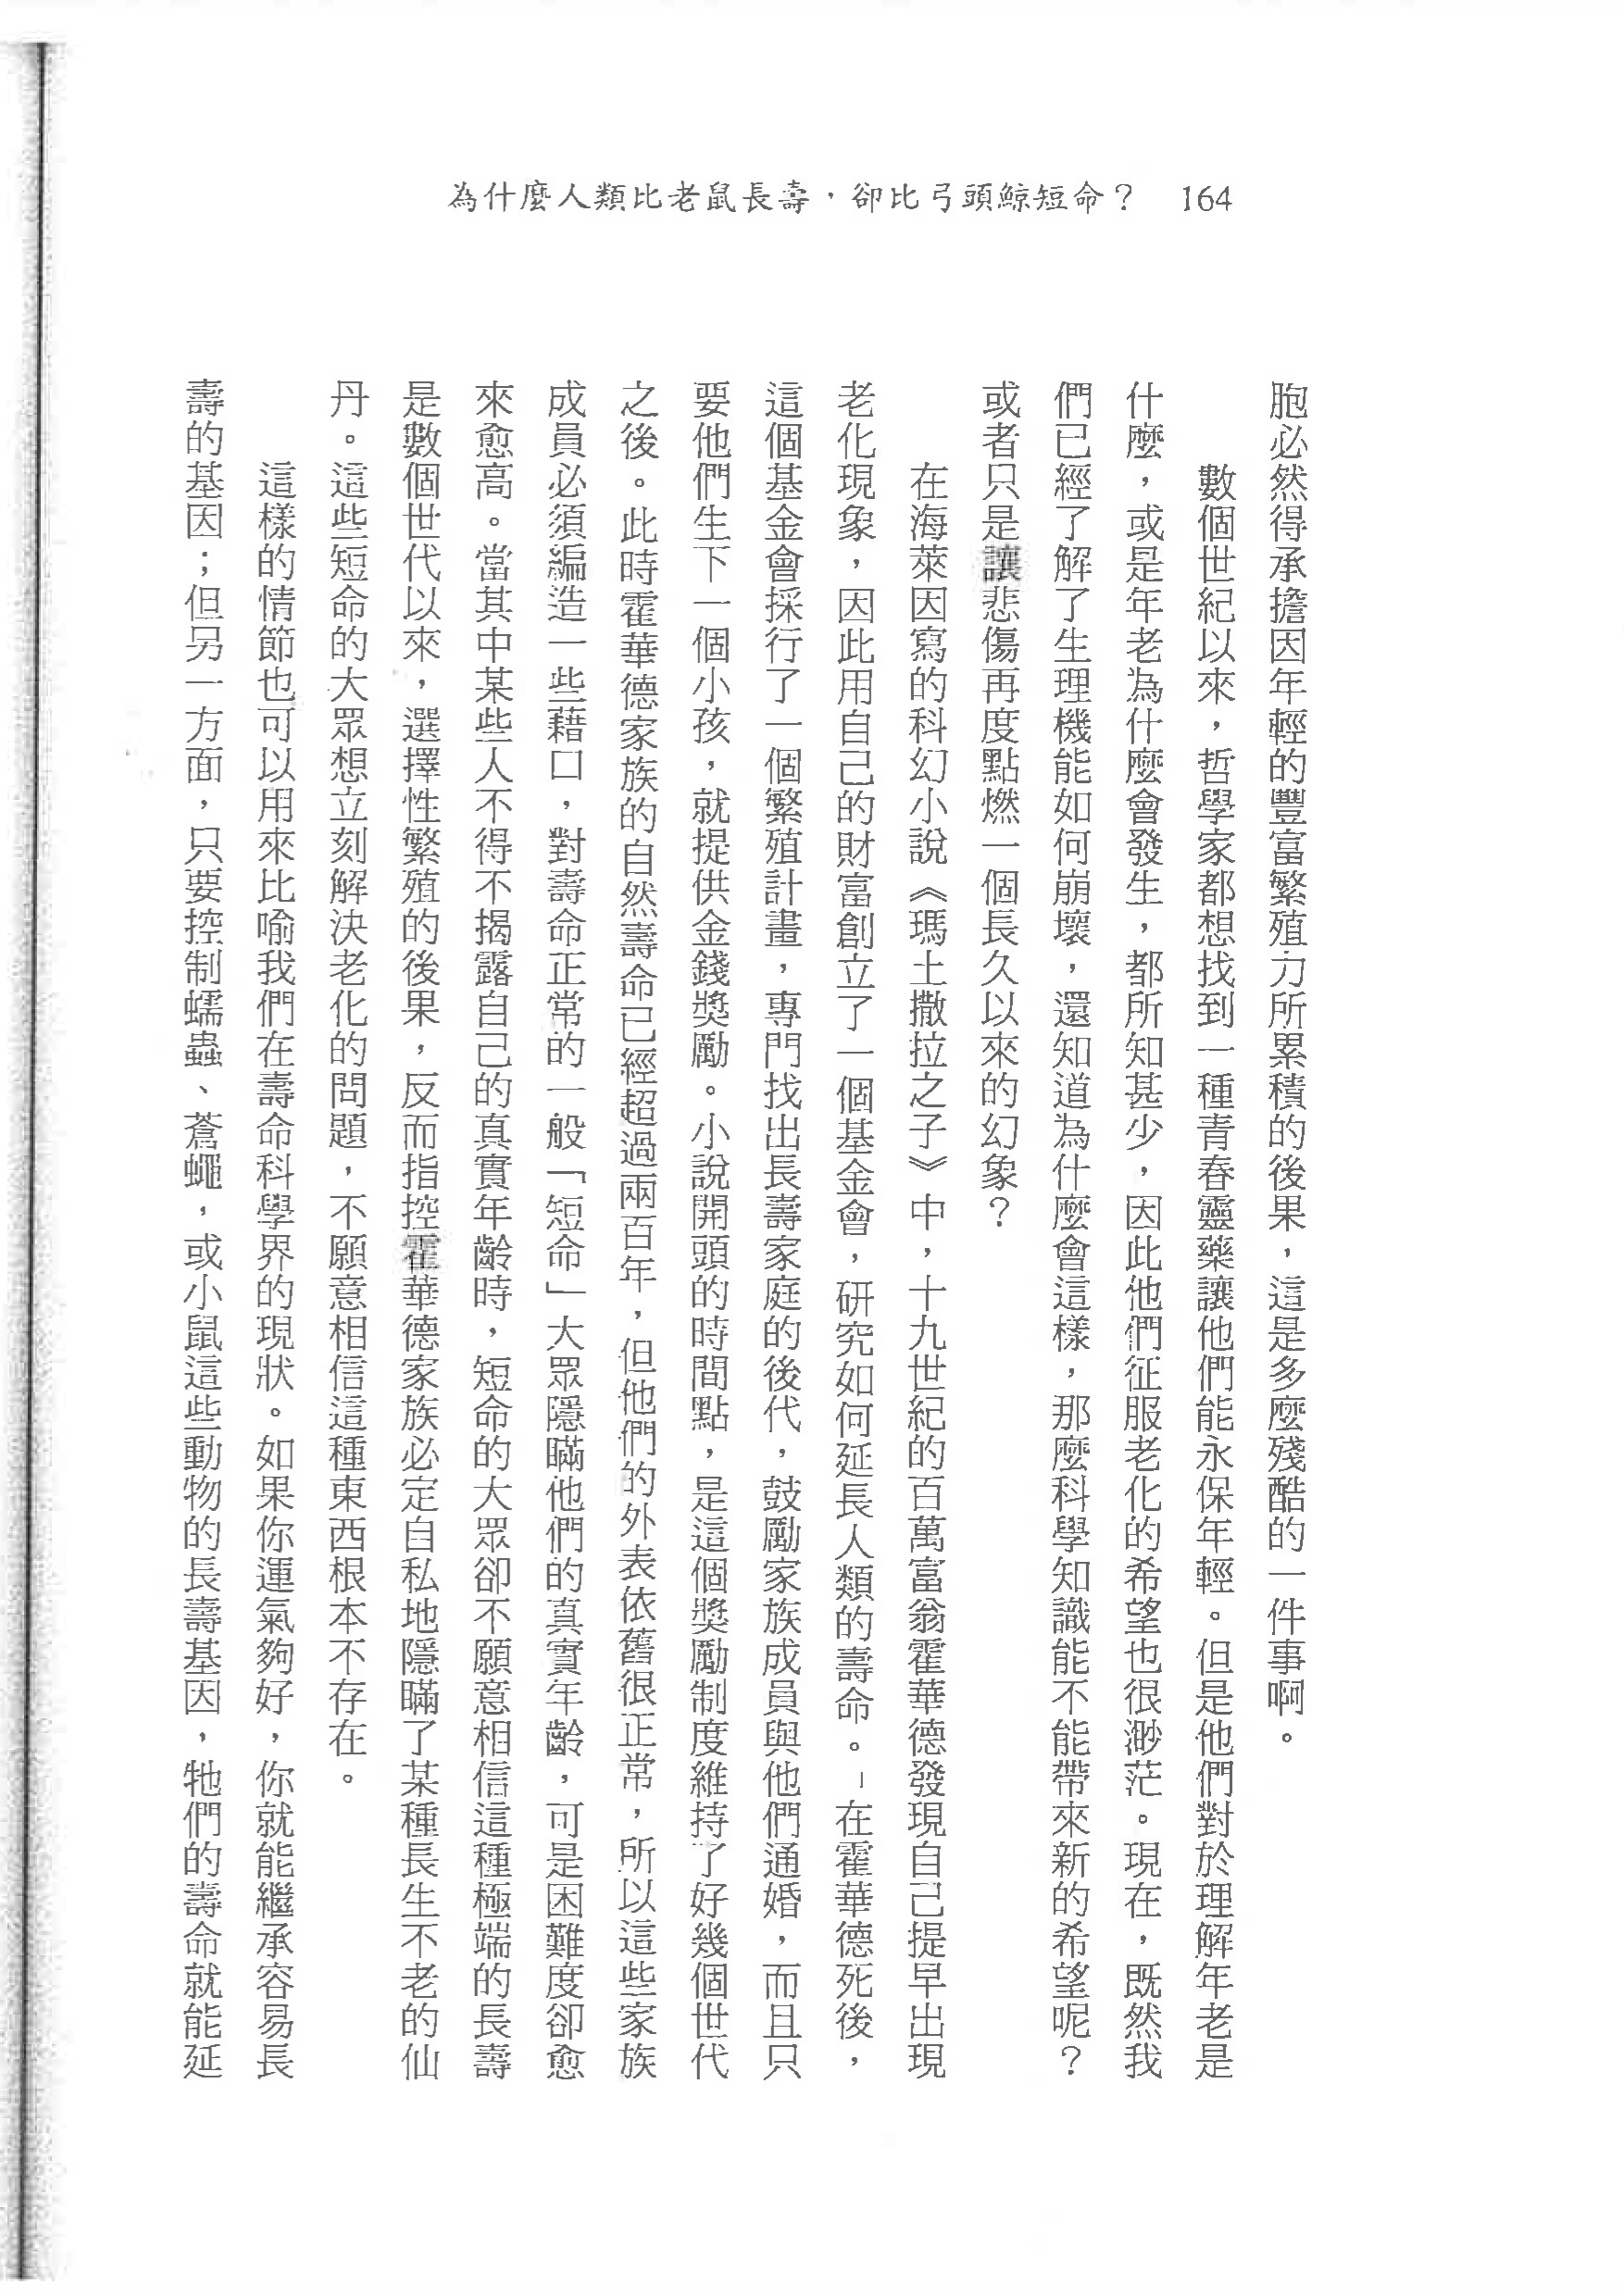 為什麼人類比老鼠長壽，卻比弓頭鯨短命？ 164
胞必然得承擔因年輕的豐富繁殖力所累積的後果，這是多麼殘酷的一件事啊。
數個世紀以來，哲學家都想找到一種青春靈藥讓他們能永保年輕。但是他們對於理解年老是
什麼，或是年老為什麼會發生，都所知甚少，因此他們征服老化的希望也很渺茫。現在，既然我
們已經了解了生理機能如何崩壞，還知道為什麼會這樣，那麼科學知識能不能帶來新的希望呢？
或者只是讓悲傷再度點燃一個長久以來的幻象？
在海萊因寫的科幻小說《瑪土撒拉之子》中，十九世紀的百萬富翁霍華德發現自己提早出現
老化現象，因此用自己的財富創立了一個基金會，研究如何延長人類的壽命。」在霍華德死後，
這個基金會採行了一個繁殖計畫，專門找出長壽家庭的後代，鼓勵家族成員與他們通婚，而且只
要他們生下一個小孩，就提供金錢獎勵。小說開頭的時間點，是這個獎勵制度維持了好幾個世代
之後。此時霍華德家族的自然壽命已經超過兩百年，但他們的外表依舊很正常，所以這些家族
成員必須編造一些藉口，對壽命正常的一般「短命」大眾隱瞞他們的真實年齡，可是困難度卻愈
來愈高。當其中某些人不得不揭露自己的真實年齡時，短命的大眾卻不願意相信這種極端的長壽
是數個世代以來，選擇性繁殖的後果，反而指控霍華德家族必定自私地隱瞞了某種長生不老的仙
丹。這些短命的大眾想立刻解決老化的問題，不願意相信這種東西根本不存在。
這樣的情節也可以用來比喻我們在壽命科學界的現狀。如果你運氣夠好，你就能繼承容易長
壽的基因；但另一方面，只要控制蠕蟲、蒼蠅，或小鼠這些動物的長壽基因，牠們的壽命就能延